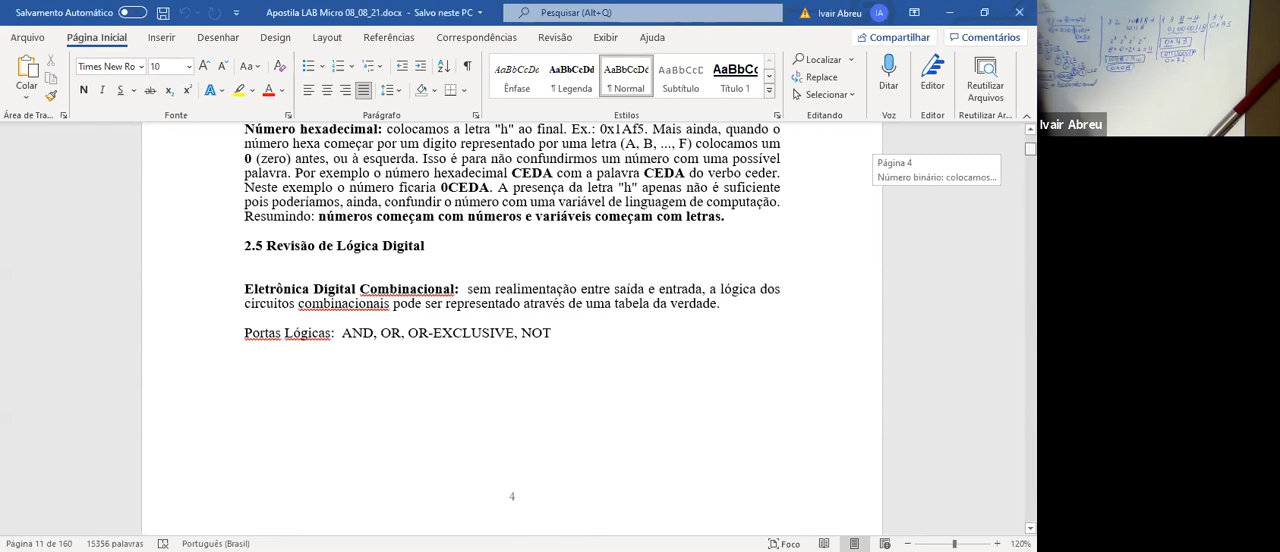 Salvamento Automático
Apostila LAB Micro 08_08_21.docx - Salvo neste PC
Pesquisar (Alt+Q)
Ivair Abreu
IA
Arquivo
Página Inicial
Inserir
Desenhar
Design
Layout
Referências
Correspondências
Revisão
Exibir
Ajuda
Compartilhar
Comentários
Colar
Times New Ro
10
N I S ab
AaBbCcDc
AaBbCcDd
AaBbCcDc
AaBbCcDd
AaBbCc
Ênfase
¶ Legenda
¶ Normal
Subtítulo
Título 1
Localizar
Replace
Selecionar
Ditar
Editor
Reutilizar
Arquivos
Área de Tra...
Fonte
Parágrafo
Estilos
Editando
Voz
Editor
Reutilizar Ar...
Número hexadecimal: colocamos a letra "h" ao final. Ex.: 0x1Af5. Mais ainda, quando o
número hexa começar por um digito representado por uma letra (A, B, ..., F) colocamos um
0 (zero) antes, ou à esquerda. Isso é para não confundirmos um número com uma possível
palavra. Por exemplo o número hexadecimal CEDA com a palavra CEDA do verbo ceder.
Neste exemplo o número ficaria 0CEDA. A presença da letra "h" apenas não é suficiente
pois poderíamos, ainda, confundir o número com uma variável de linguagem de computação.
Resumindo: números começam com números e variáveis começam com letras.
2.5 Revisão de Lógica Digital
Eletrônica Digital Combinacional: sem realimentação entre saída e entrada, a lógica dos
circuitos combinacionais pode ser representado através de uma tabela da verdade.
Portas Lógicas: AND, OR, OR-EXCLUSIVE, NOT
4
Página 4
Número binário: colocamos...
Página 11 de 160
15356 palavras
Português (Brasil)
Foco
120%
Ivair Abreu